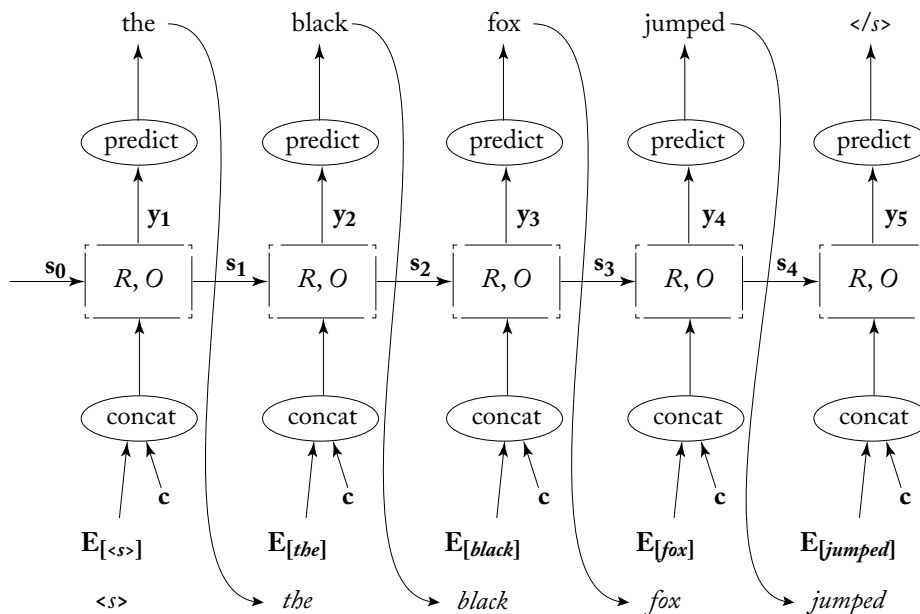 the black fox jumped </s>
predict predict predict predict predict
y1 y2 y3 y4 y5
s0 s1 s2 s3 s4
R, O R, O R, O R, O R, O
concat concat concat concat concat
c c c c c
E[<s>] E[the] E[black] E[fox] E[jumped]
<s> the black fox jumped